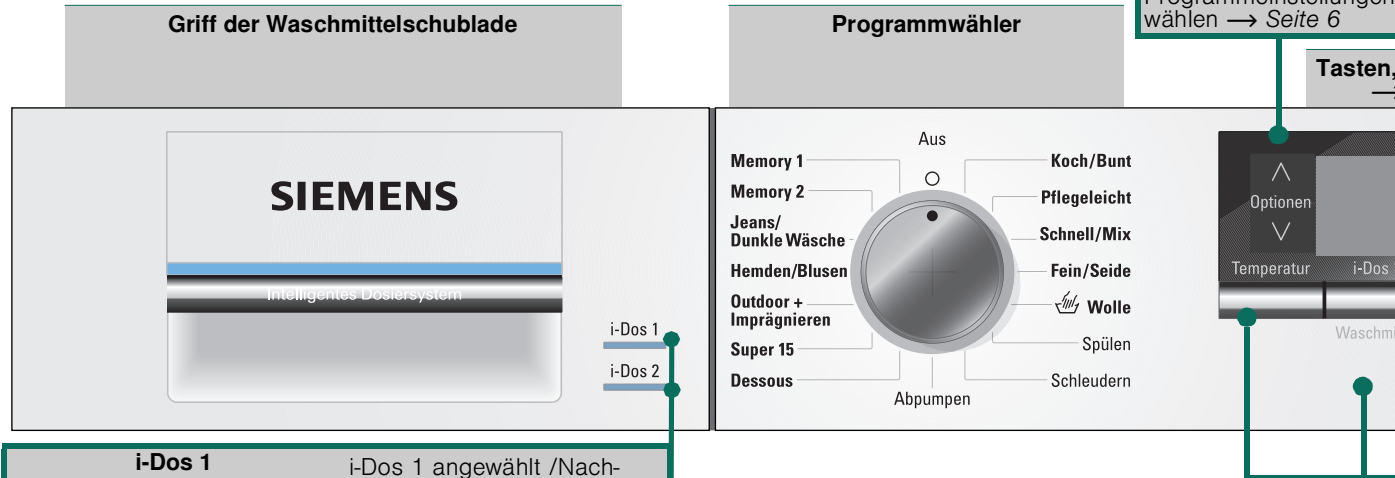 Griff der Waschmittelschublade
Programmwähler
Programmeinstellungen
wählen → Seite 6
Tasten,
→
SIEMENS
Intelligentes Dosiersystem
i-Dos 1
i-Dos 2
Aus
Memory 1
Memory 2
Jeans/
Dunkle Wäsche
Hemden/Blusen
Outdoor +
Imprägnieren
Super 15
Dessous
Abpumpen
Koch/Bunt
Pflegeleicht
Schnell/Mix
Fein/Seide
Wolle
Spülen
Schleudern
Optionen
Temperatur
i-Dos
i-Dos 1
i-Dos 1 angewählt /Nach-